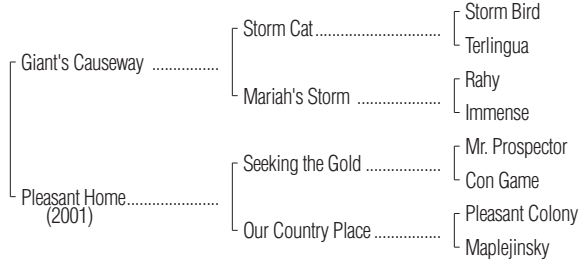 Storm Bird
Storm Cat
Terlingua
Giant's Causeway
Rahy
Mariah's Storm
Immense
Mr. Prospector
Seeking the Gold
Con Game
Pleasant Home
(2001)
Pleasant Colony
Our Country Place
Maplejinsky